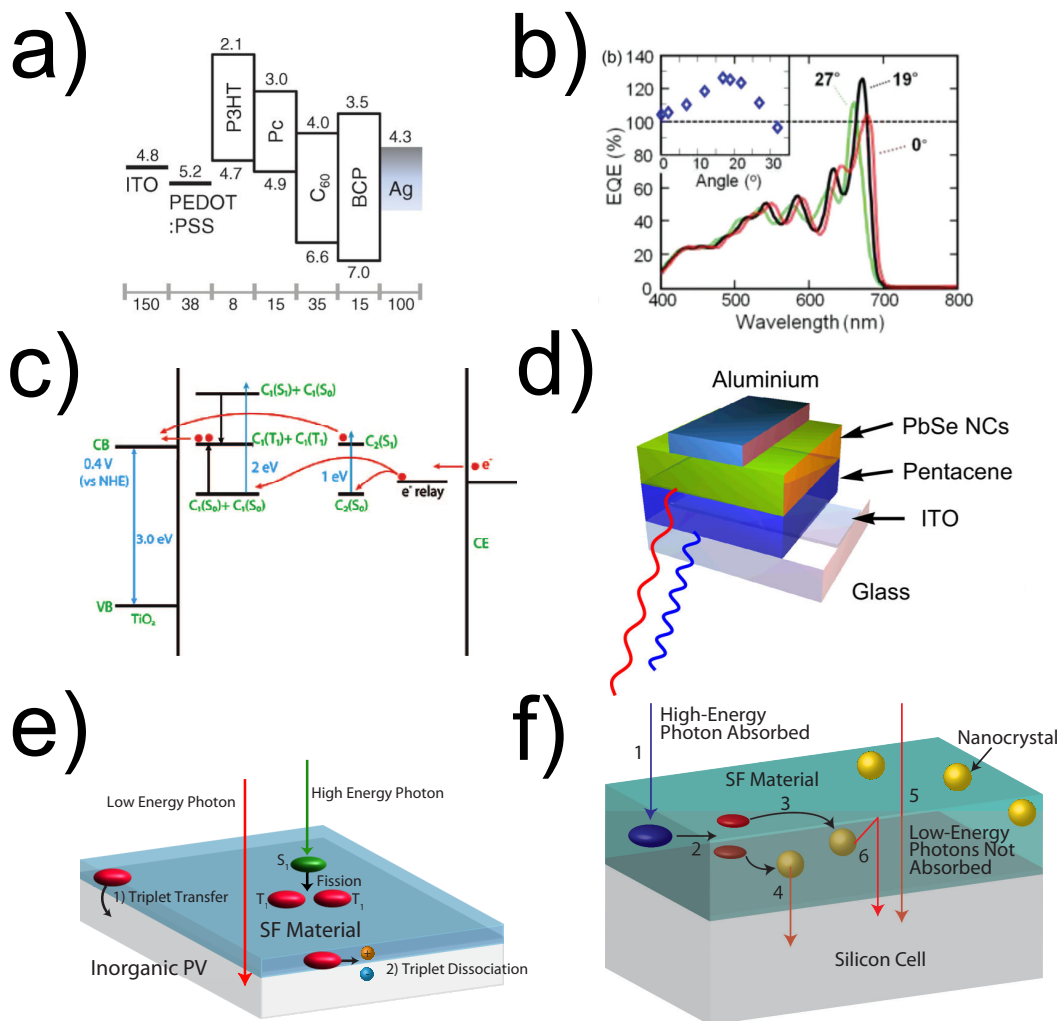 a)
2.1
3.0
3.5
4.0
4.3
4.8
5.2
4.7
4.9
6.6
7.0
P3HT
Pc
C60
BCP
Ag
ITO
PEDOT
:PSS
150 38 8 15 35 15 100
b)
(b)
27°
19°
0°
140
120
100
80
60
40
20
0
EQE (%)
0 10 20 30
Angle (°)
400 500 600 700 800
Wavelength (nm)
c)
C₁(S₁)+ C₁(S₀)
C₁(T₁) + C₁(T₁)
C₂(S₁)
CB
0.4 V
(vs NHE)
2 eV
1 eV
e⁻
e⁻ relay
C₁(S₀) + C₁(S₀)
C₂(S₀)
3.0 eV
CE
VB
TiO₂
d)
Aluminium
PbSe NCs
Pentacene
ITO
Glass
e)
Low Energy Photon
High Energy Photon
S₁
Fission
T₁
T₁
1) Triplet Transfer
SF Material
Inorganic PV
+
-
2) Triplet Dissociation
f)
High-Energy
Photon Absorbed
1
Nanocrystal
SF Material
3
5
2
Low-Energy
Photons Not
Absorbed
6
4
Silicon Cell